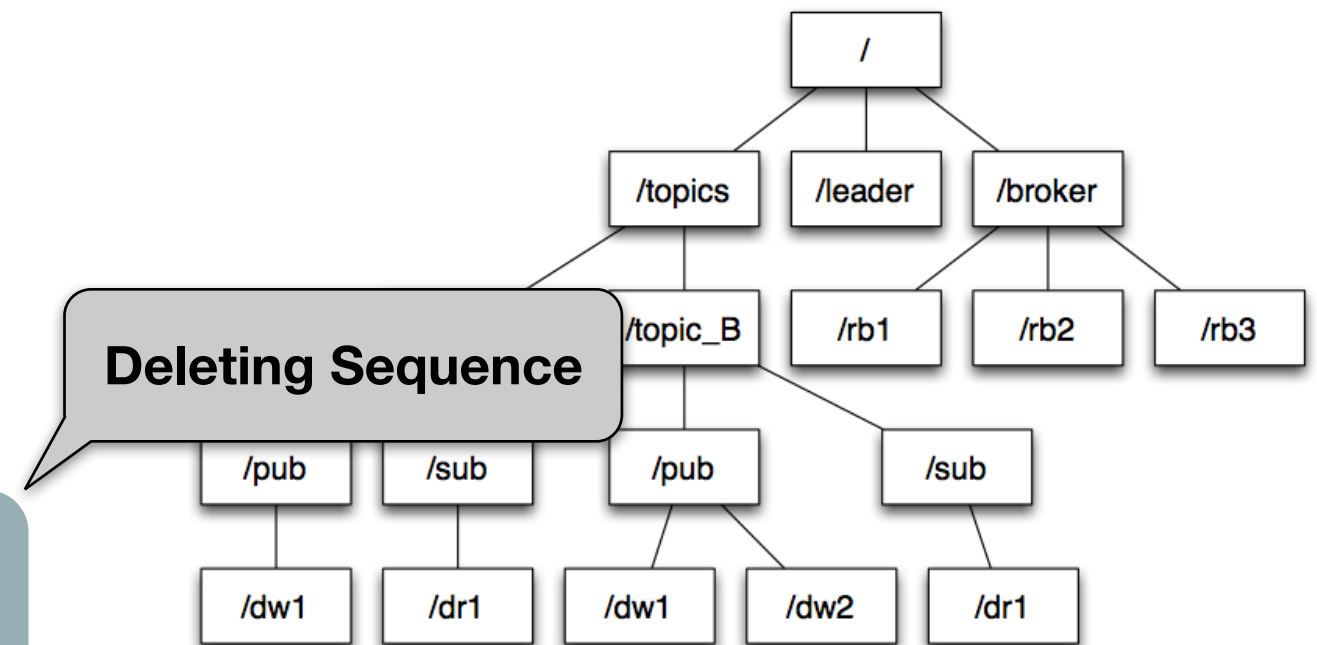 /
/topics
/leader
/broker
/topic_B
/rb1
/rb2
/rb3
Deleting Sequence
/pub
/sub
/pub
/sub
/dw1
/dr1
/dw1
/dw2
/dr1